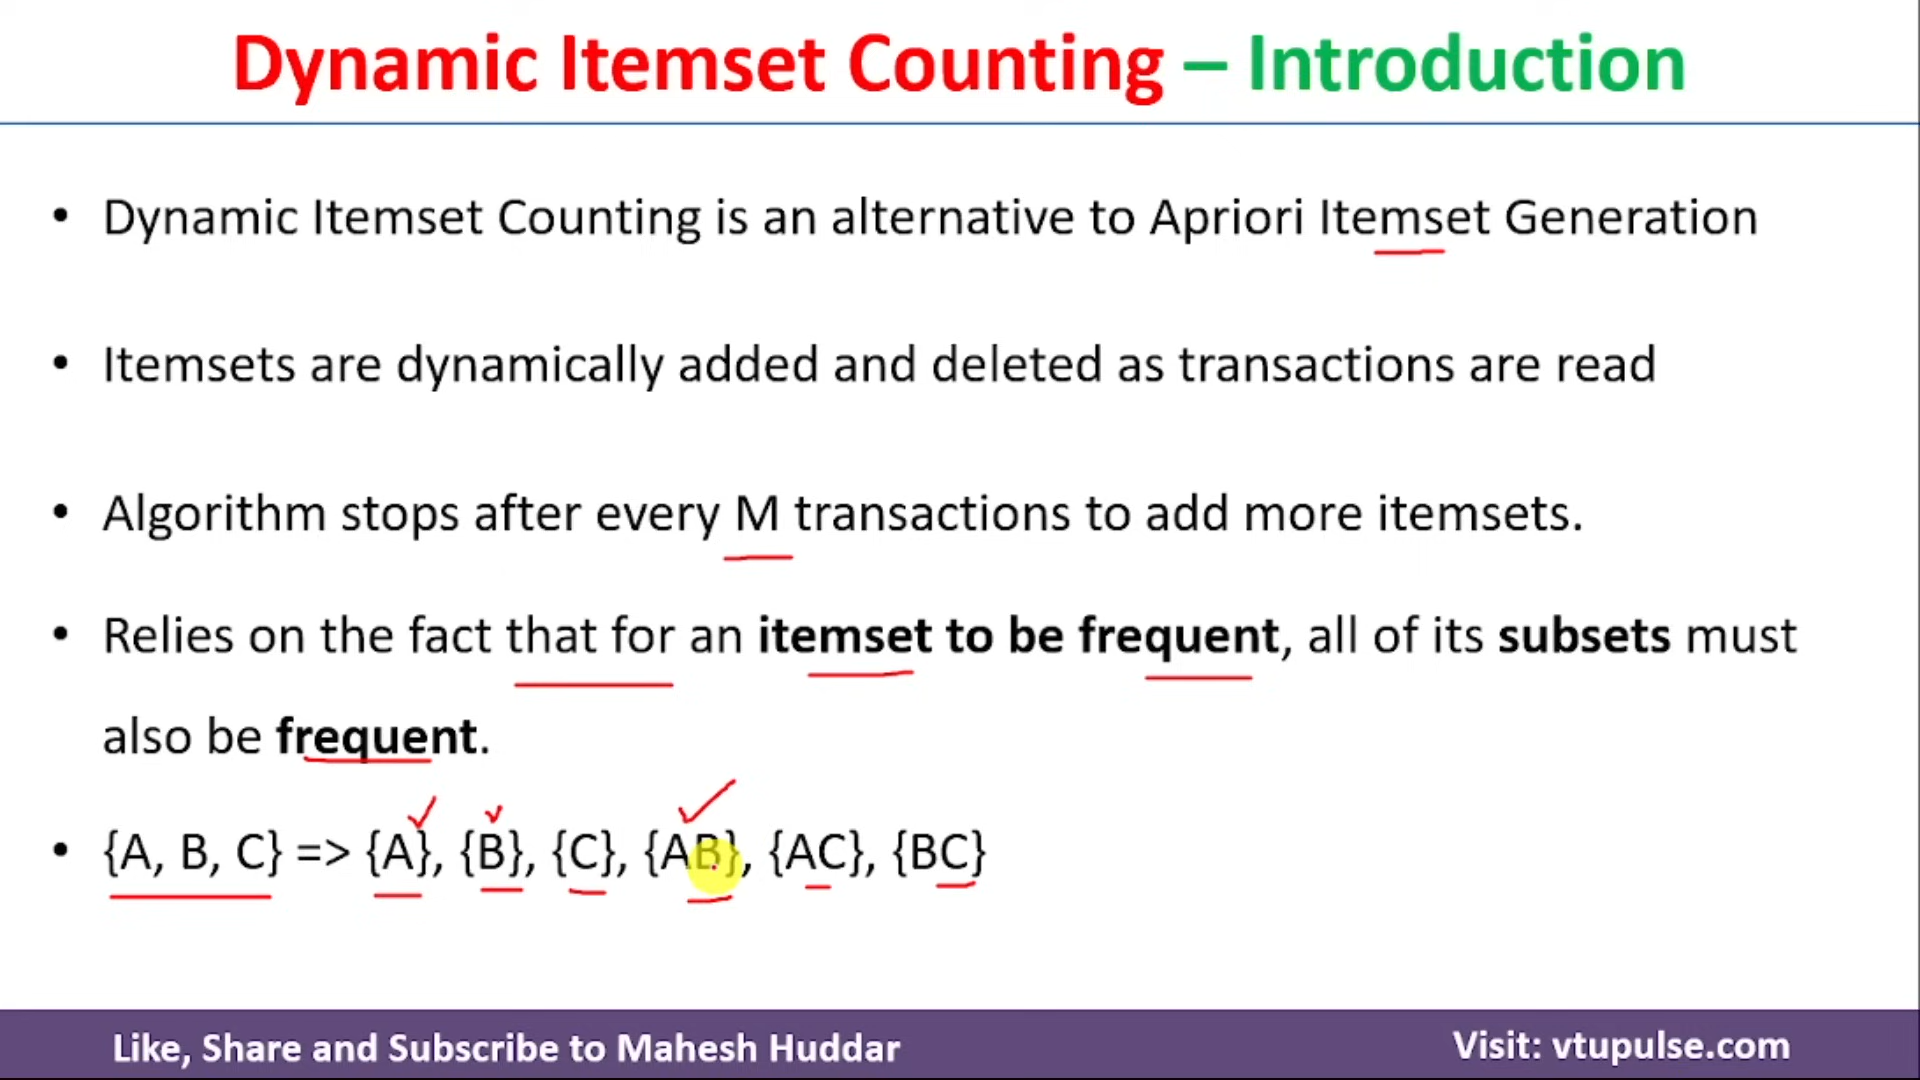 Dynamic Itemset Counting – Introduction
• Dynamic Itemset Counting is an alternative to Apriori Itemset Generation
• Itemsets are dynamically added and deleted as transactions are read
• Algorithm stops after every M transactions to add more itemsets.
• Relies on the fact that for an itemset to be frequent, all of its subsets must
also be frequent.
• {A, B, C} => {A}, {B}, {C}, {AB}, {AC}, {BC}
Like, Share and Subscribe to Mahesh Huddar
Visit: vtupulse.com